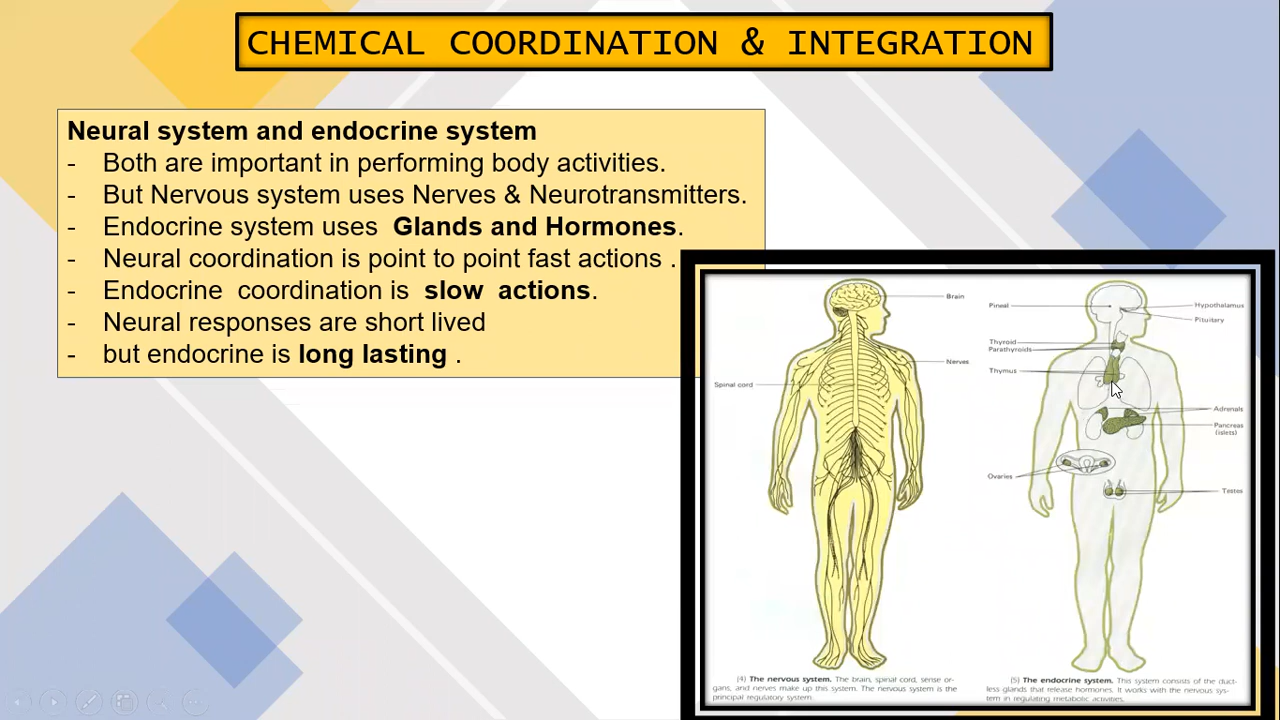 CHEMICAL COORDINATION & INTEGRATION
Neural system and endocrine system
- Both are important in performing body activities.
- But Nervous system uses Nerves & Neurotransmitters.
- Endocrine system uses Glands and Hormones.
- Neural coordination is point to point fast actions .
- Endocrine coordination is slow actions.
- Neural responses are short lived
- but endocrine is long lasting .
Brain
Nerves
Spinal cord
(4) The nervous system. The brain, spinal cord, sense or-
gans, and nerves make up this system. The nervous system is the
principal regulatory system.
Pineal
Hypothalamus
Pituitary
Thyroid
Parathyroids
Thymus
Adrenals
Pancreas
(islets)
Ovaries
Testes
(5) The endocrine system. This system consists of the duct-
less glands that release hormones. It works with the nervous sys-
tem in regulating metabolic activities.